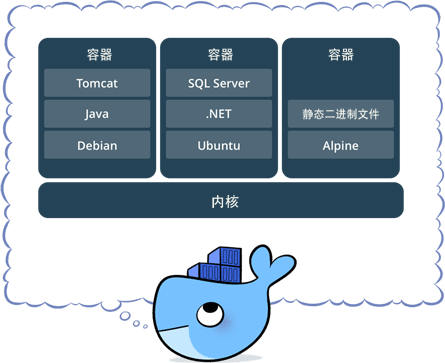 容器
Tomcat
Java
Debian
容器
SQL Server
.NET
Ubuntu
容器
静态二进制文件
Alpine
内核